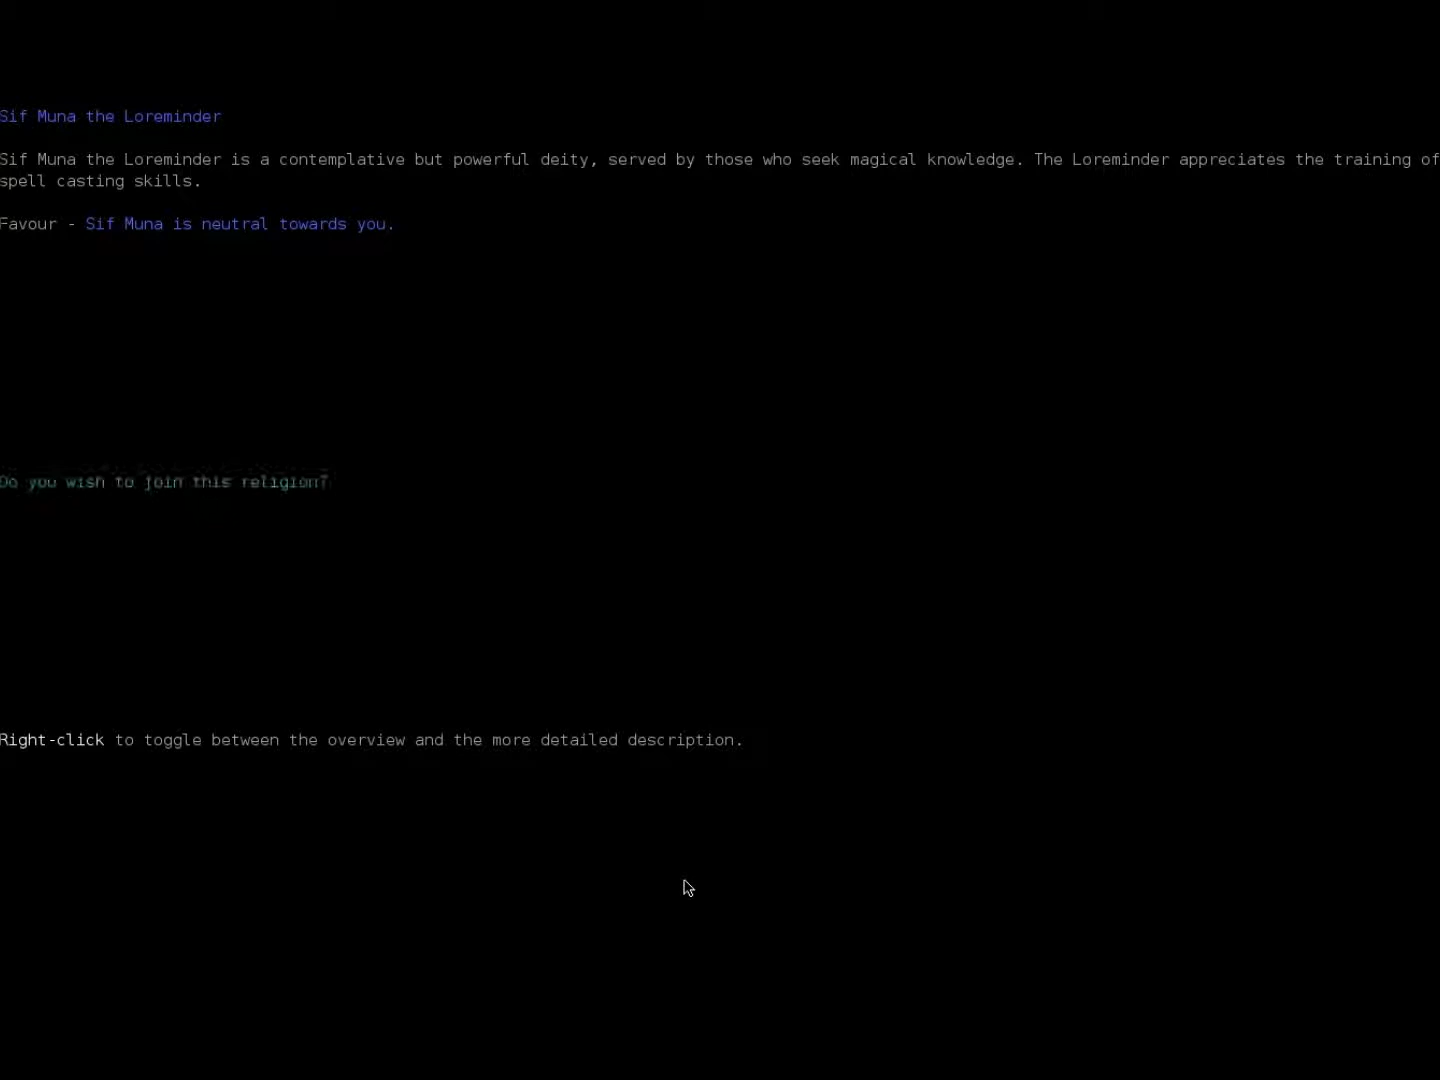 Sif Muna the Loreminder
Sif Muna the Loreminder is a contemplative but powerful deity, served by those who seek magical knowledge. The Loreminder appreciates the training of
spell casting skills.
Favour - Sif Muna is neutral towards you.
Do you wish to join this religion?
Right-click to toggle between the overview and the more detailed description.